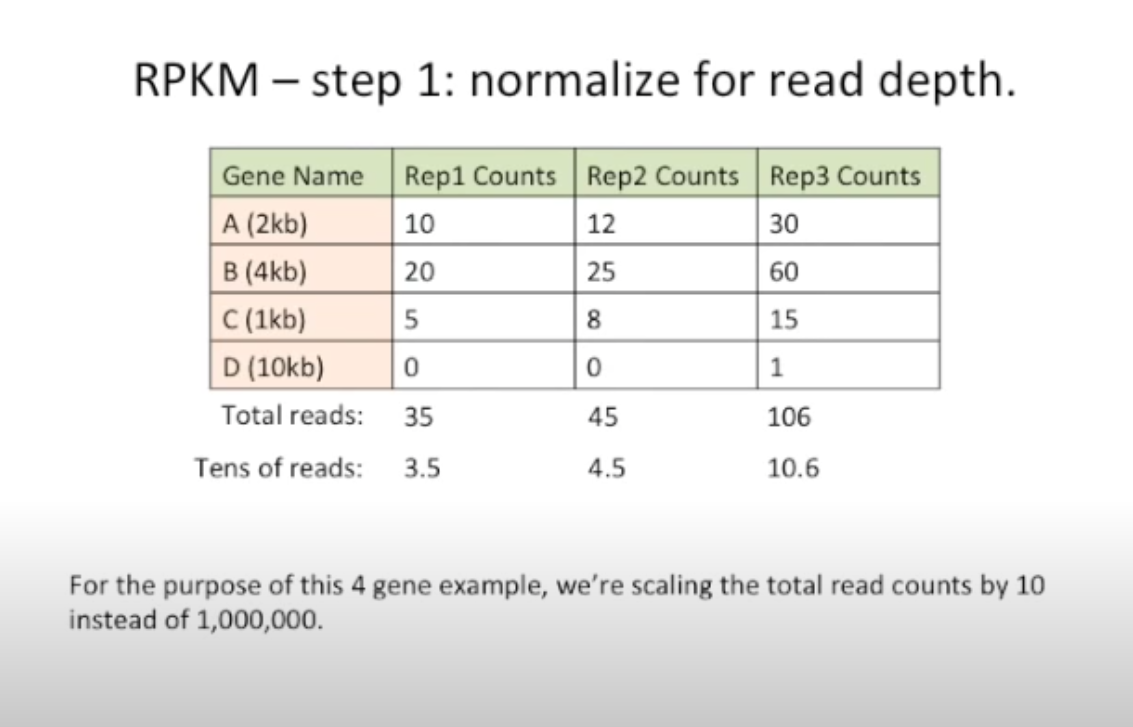 RPKM – step 1: normalize for read depth.
Gene Name Rep1 Counts Rep2 Counts Rep3 Counts
A (2kb) 10 12 30
B (4kb) 20 25 60
C (1kb) 5 8 15
D (10kb) 0 0 1
Total reads: 35 45 106
Tens of reads: 3.5 4.5 10.6
For the purpose of this 4 gene example, we’re scaling the total read counts by 10
instead of 1,000,000.